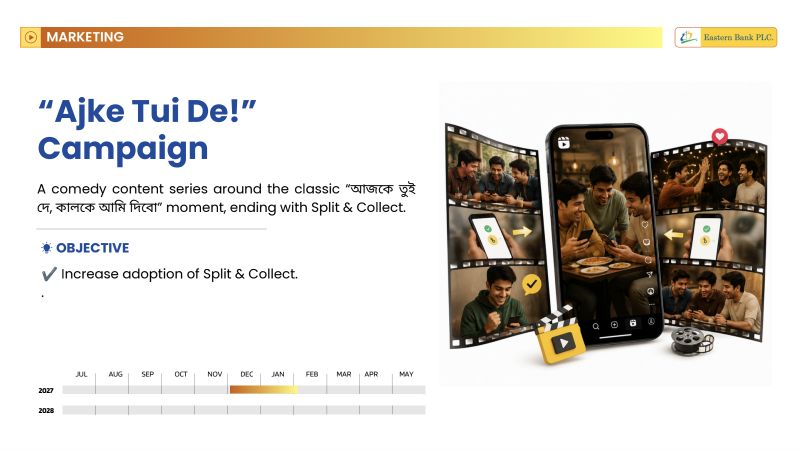 MARKETING
Eastern Bank PLC.
“Ajke Tui De!”
Campaign
A comedy content series around the classic “আজকে তুই
দে, কালকে আমি দিবো” moment, ending with Split & Collect.
OBJECTIVE
✔ Increase adoption of Split & Collect.
.
JUL AUG SEP OCT NOV DEC JAN FEB MAR APR MAY
2027
2028